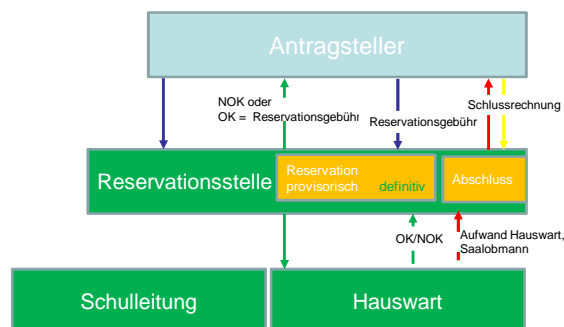 Antragsteller
NOK oder
OK = Reservationsgebühr
Reservationsgebühr
Schlussrechnung
Reservationsstelle
Reservation
provisorisch definitiv
Abschluss
OK/NOK
Aufwand Hauswart,
Saalobmann
Schulleitung
Hauswart